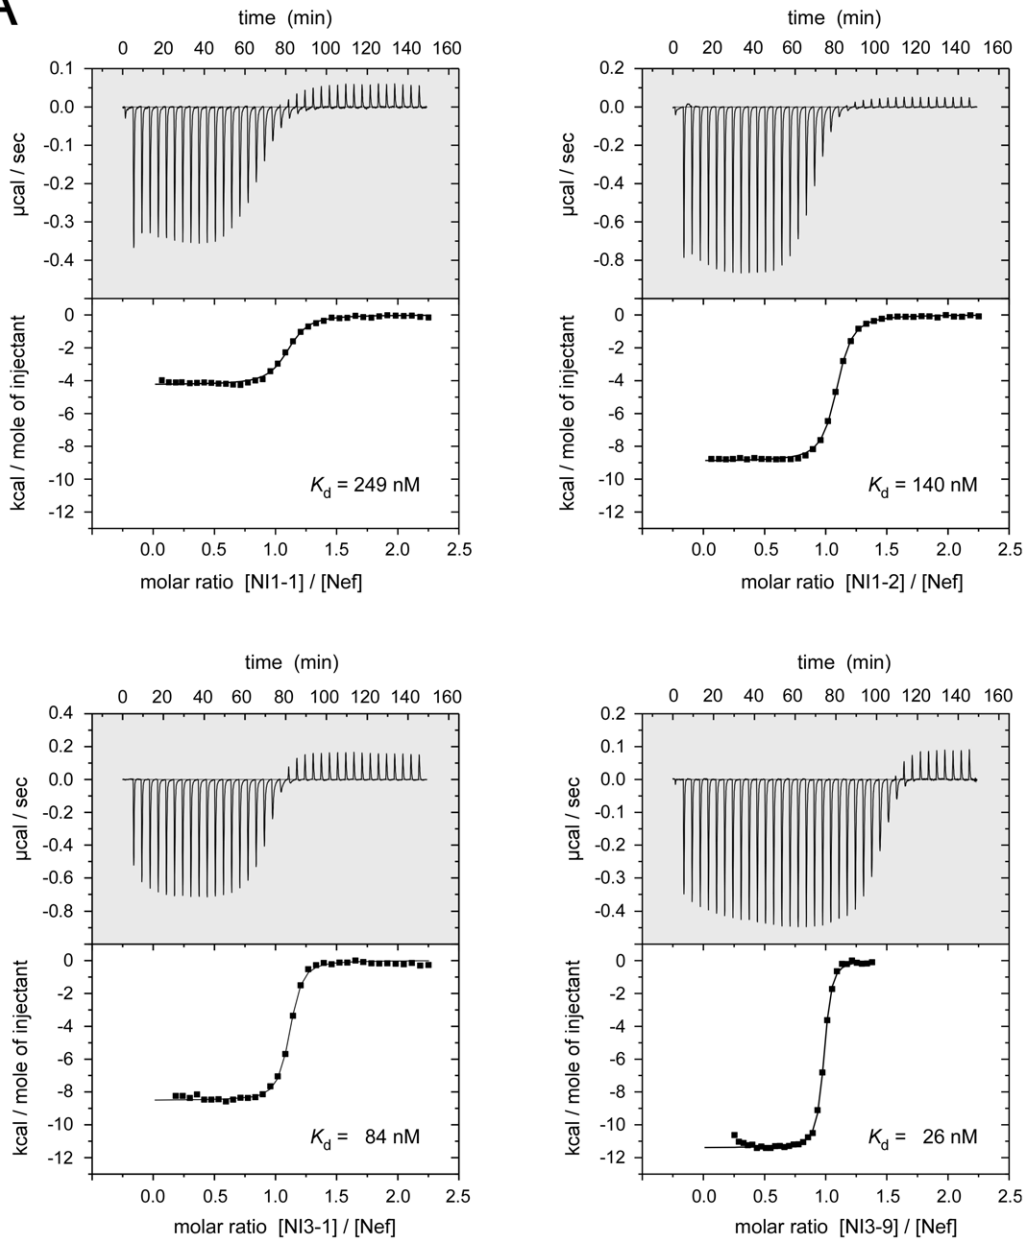 A
time (min)
0 20 40 60 80 100 120 140 160
0.1
0.0
-0.1
-0.2
-0.3
-0.4
µcal / sec
0
-2
-4
-6
-8
-10
-12
kcal / mole of injectant
Kd = 249 nM
0.0 0.5 1.0 1.5 2.0 2.5
molar ratio [NI1-1] / [Nef]
time (min)
0 20 40 60 80 100 120 140 160
0.2
0.0
-0.2
-0.4
-0.6
-0.8
µcal / sec
0
-2
-4
-6
-8
-10
-12
kcal / mole of injectant
Kd = 140 nM
0.0 0.5 1.0 1.5 2.0 2.5
molar ratio [NI1-2] / [Nef]
time (min)
0 20 40 60 80 100 120 140 160
0.4
0.2
0.0
-0.2
-0.4
-0.6
-0.8
µcal / sec
0
-2
-4
-6
-8
-10
-12
kcal / mole of injectant
Kd = 84 nM
0.0 0.5 1.0 1.5 2.0 2.5
molar ratio [NI3-1] / [Nef]
time (min)
0 20 40 60 80 100 120 140 160
0.2
0.1
0.0
-0.1
-0.2
-0.3
-0.4
µcal / sec
0
-2
-4
-6
-8
-10
-12
kcal / mole of injectant
Kd = 26 nM
0.0 0.5 1.0 1.5 2.0 2.5
molar ratio [NI3-9] / [Nef]